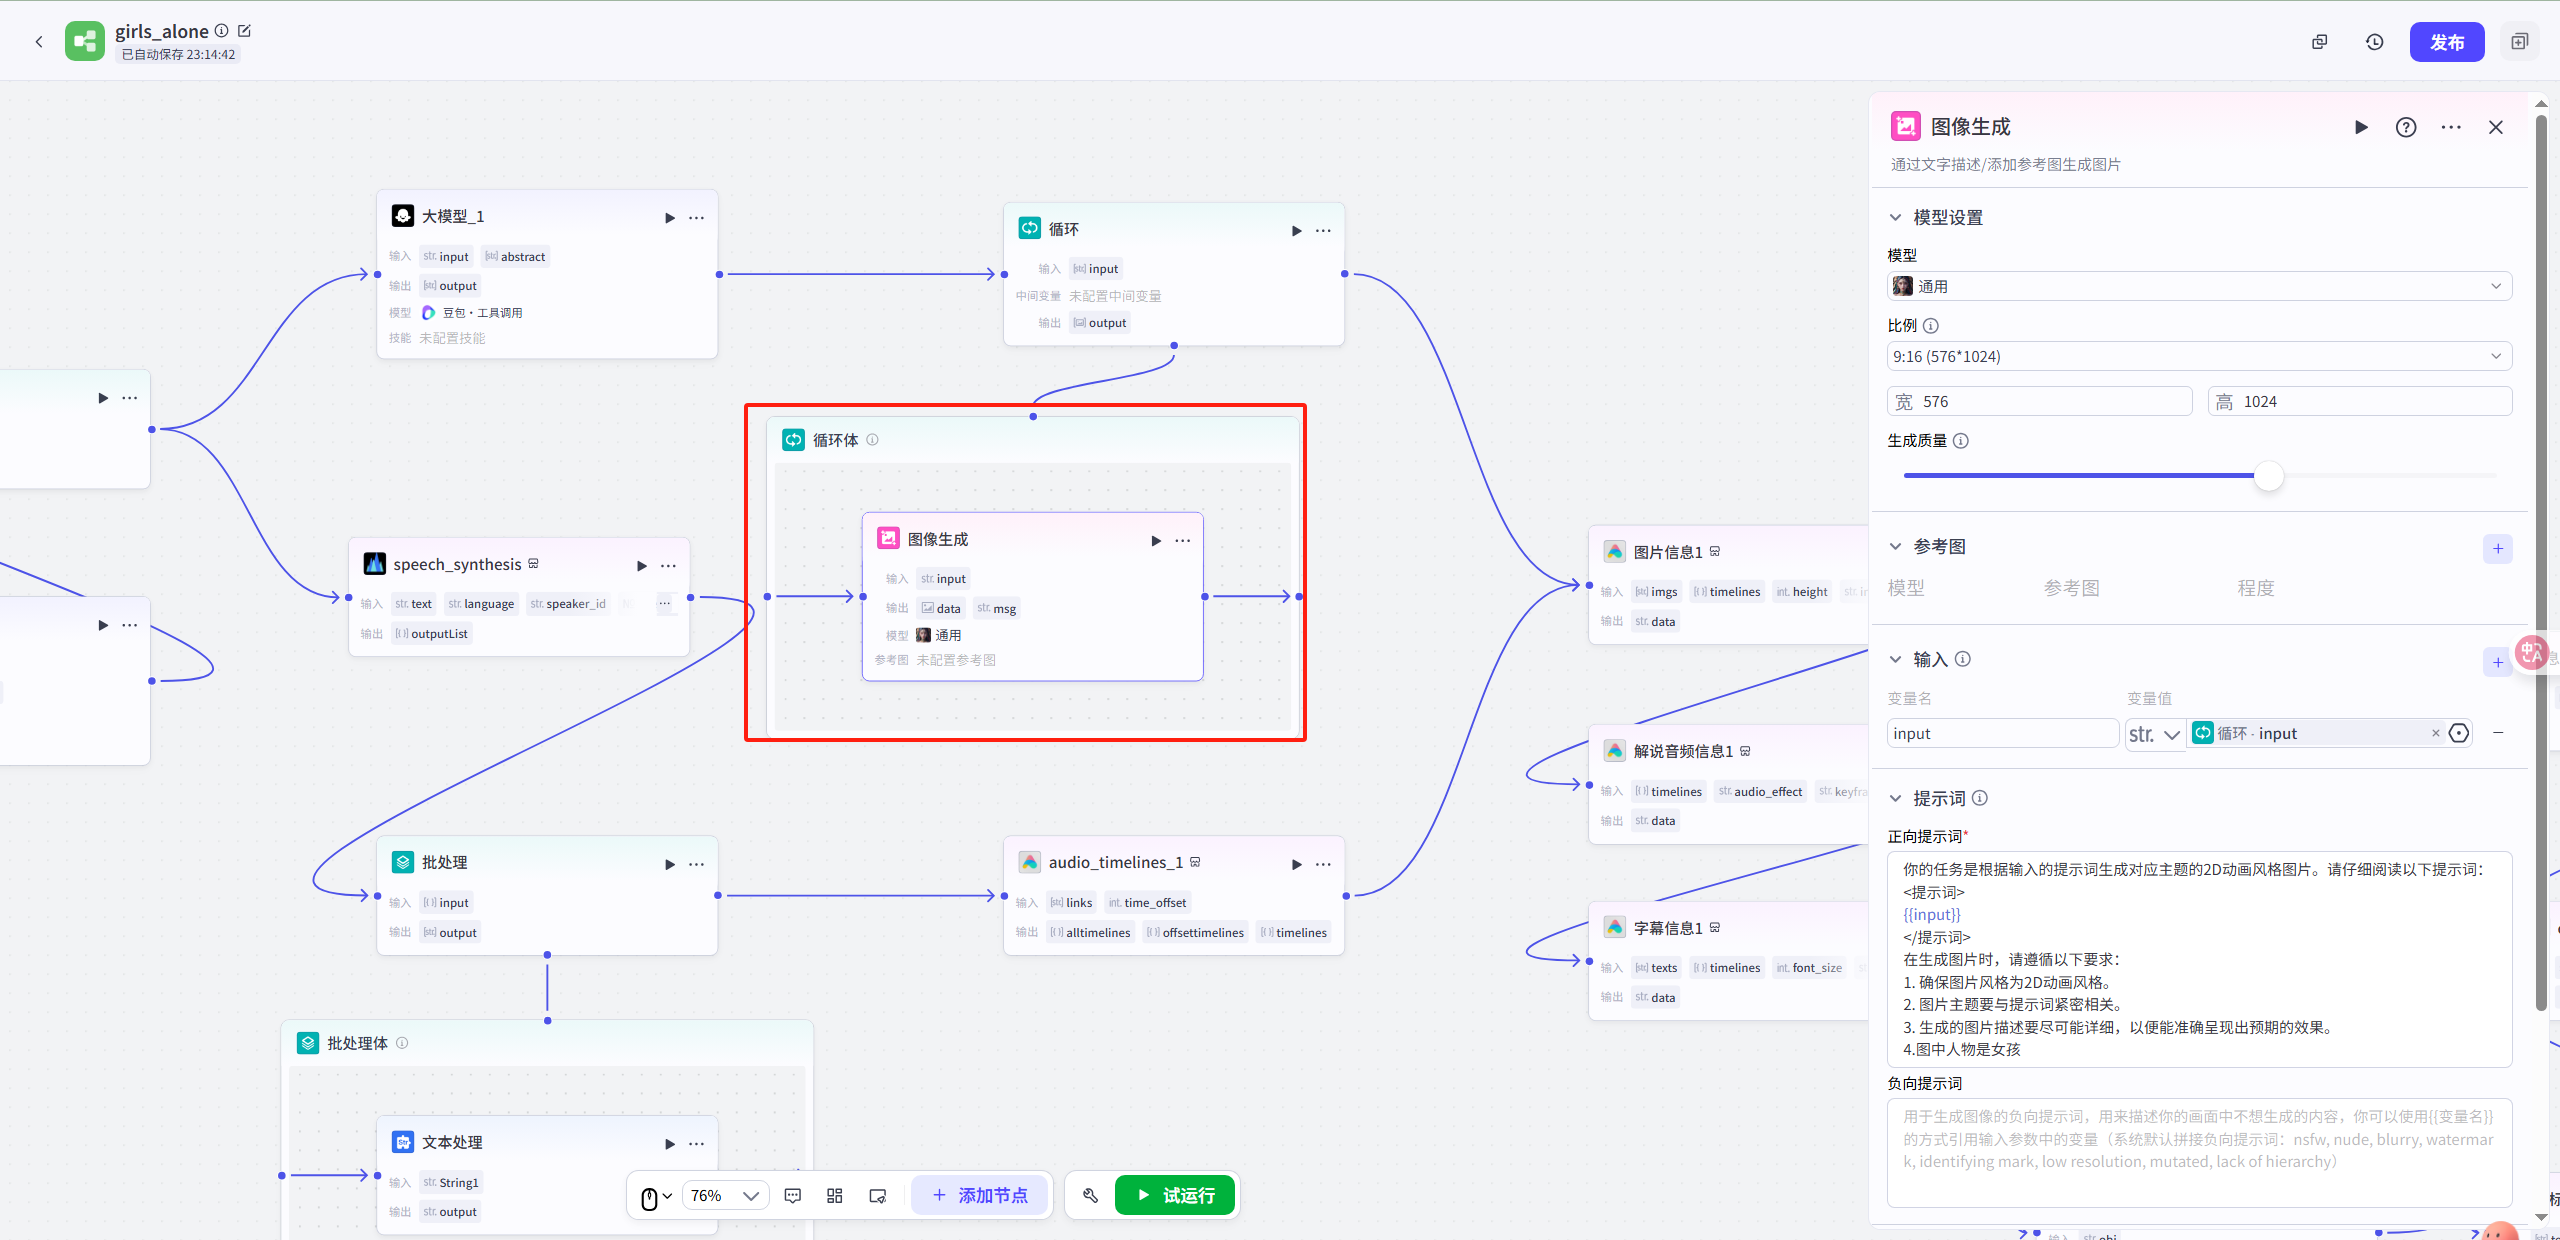 girls_alone
已自动保存 23:14:42
发布
大模型_1
输入 str. input [str] abstract
输出 [str] output
模型 豆包・工具调用
技能 未配置技能
循环
输入 [str] input
中间变量 未配置中间变量
输出 output
speech_synthesis
输入 str. text str. language str. speaker_id ...
输出 [{}] outputList
循环体
图像生成
输入 str. input
输出 data str. msg
模型 通用
参考图 未配置参考图
批处理
输入 [{}] input
输出 [str] output
audio_timelines_1
输入 [str] links int. time_offset
输出 [{}] alltimelines [{}] offsettimelines [{}] timelines
批处理体
文本处理
输入 str. String1
输出 str. output
图片信息1
输入 [str] imgs [{}] timelines int. height
输出 str. data
解说音频信息1
输入 [{}] timelines str. audio_effect str. keyfra
输出 str. data
字幕信息1
输入 [str] texts [{}] timelines int. font_size
输出 str. data
76%
添加节点
试运行
图像生成
通过文字描述/添加参考图生成图片
模型设置
模型
通用
比例
9:16 (576*1024)
宽 576 高 1024
生成质量
参考图
模型 参考图 程度
输入
变量名 变量值
input str. 循环 · input
提示词
正向提示词*
你的任务是根据输入的提示词生成对应主题的2D动画风格图片。请仔细阅读以下提示词：
<提示词>
{{input}}
</提示词>
在生成图片时，请遵循以下要求：
1. 确保图片风格为2D动画风格。
2. 图片主题要与提示词紧密相关。
3. 生成的图片描述要尽可能详细，以便能准确呈现出预期的效果。
4.图中人物是女孩
负向提示词
用于生成图像的负向提示词，用来描述你的画面中不想生成的内容，你可以使用{{变量名}}
的方式引用输入参数中的变量（系统默认拼接负向提示词：nsfw, nude, blurry, watermar
k, identifying mark, low resolution, mutated, lack of hierarchy）
输入 str. obj